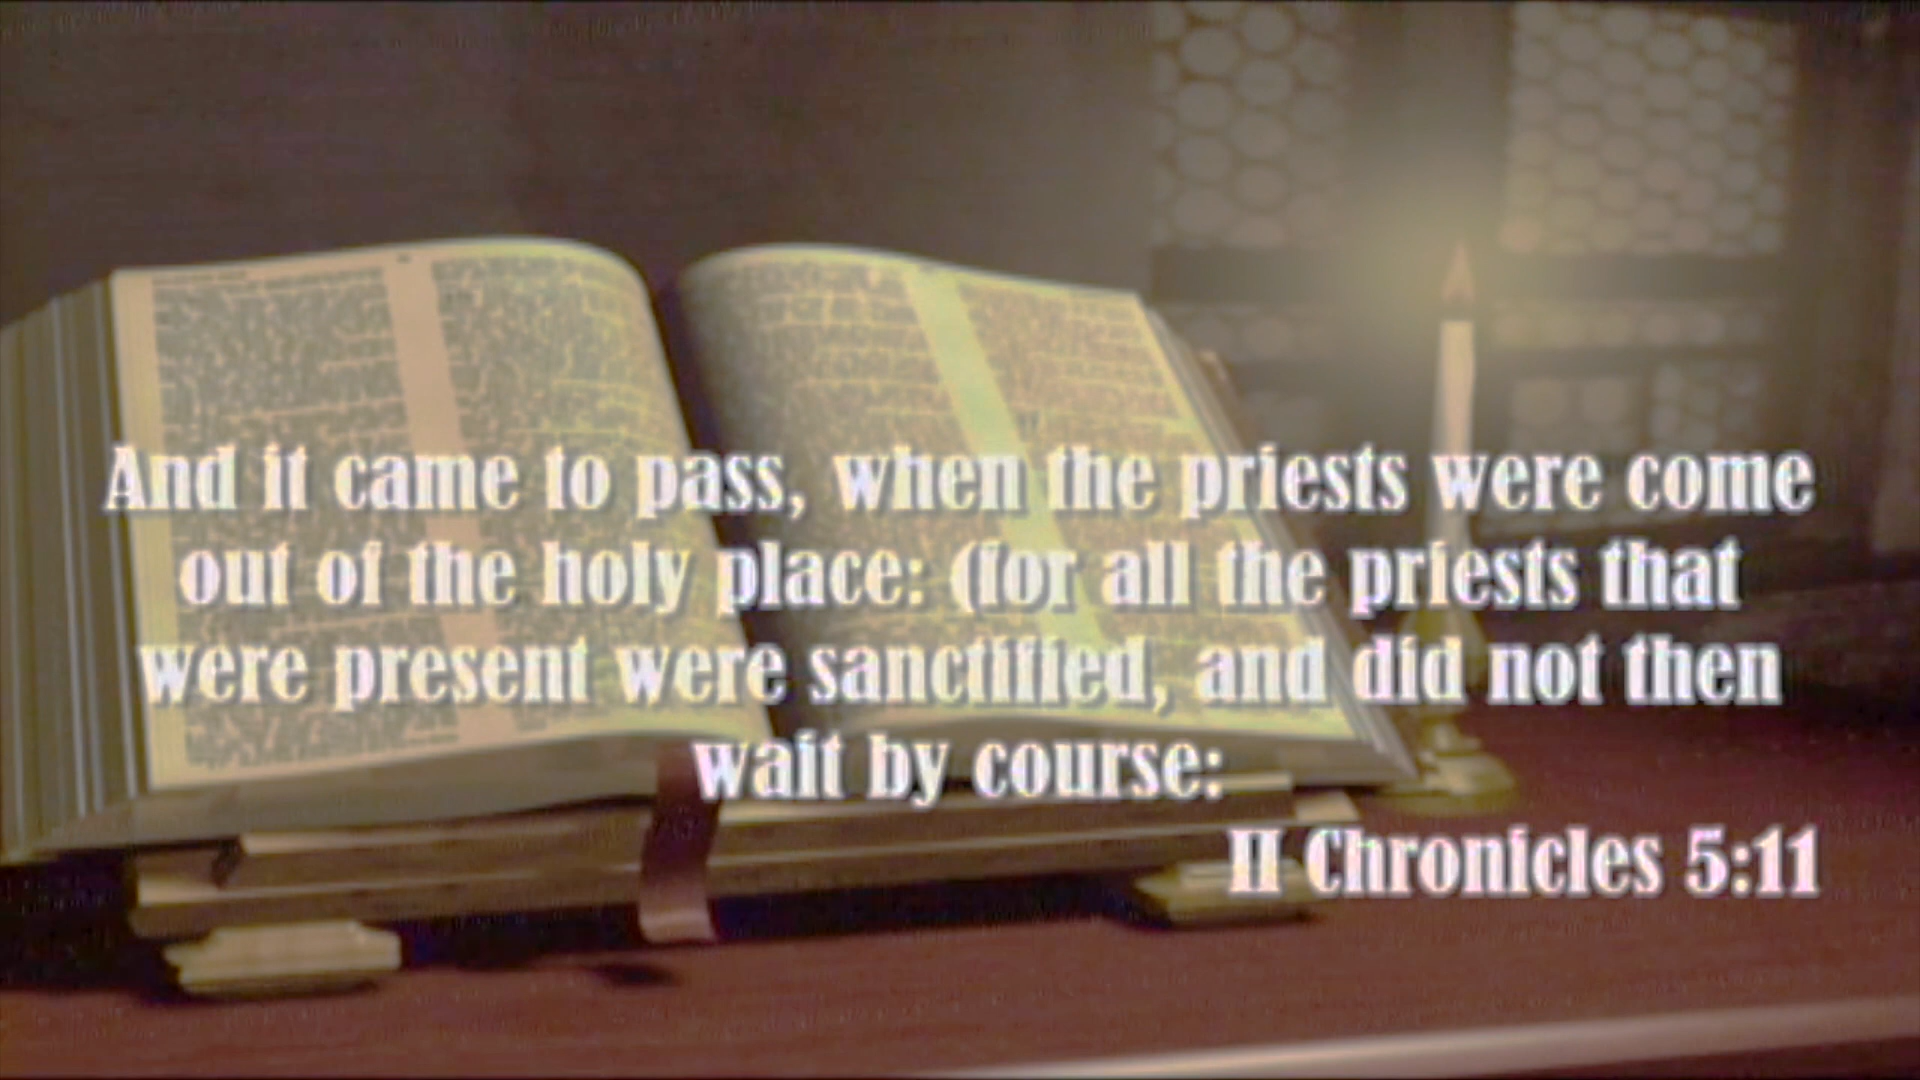 And it came to pass, when the priests were come
out of the holy place: (for all the priests that
were present were sanctified, and did not then
wait by course:
II Chronicles 5:11